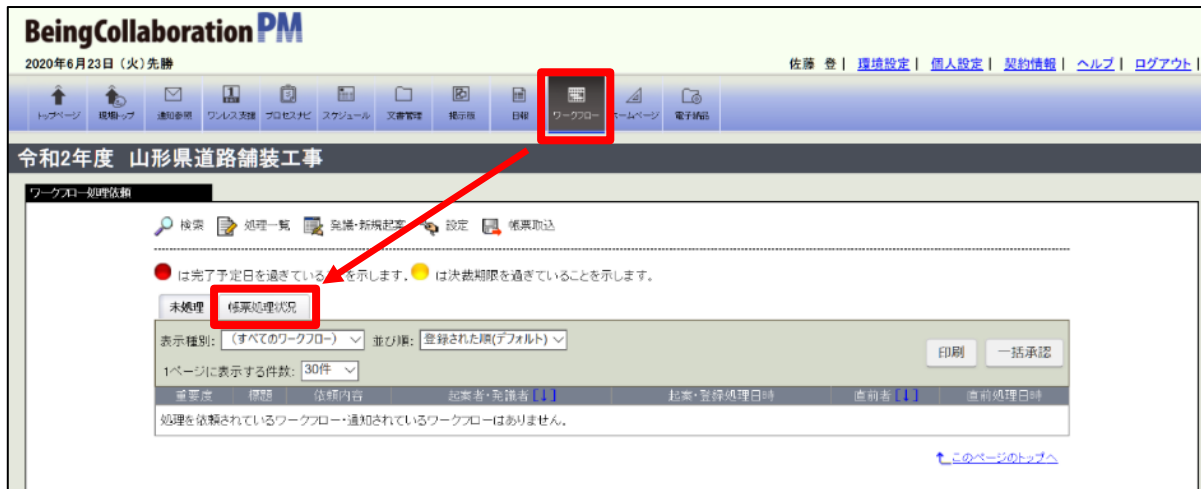 BeingCollaboration PM
2020年6月23日（火）先勝
佐藤 登 | 環境設定 | 個人設定 | 契約情報 | ヘルプ | ログアウト |
トップページ 現場トップ 通知参照 ワンレス支援 プロセスナビ スケジュール 文書管理 掲示板 日報 ワークフロー ホームページ 電子納品
令和2年度 山形県道路舗装工事
ワークフロー処理依頼
検索 処理一覧 発議・新規起案 設定 帳票取込
は完了予定日を過ぎている を示します. は決裁期限を過ぎていることを示します。
未処理 帳票処理状況
表示種別: （すべてのワークフロー） 並び順: 登録された順(デフォルト)
印刷 一括承認
1ページに表示する件数: 30件
重要度 標題 依頼内容 起案者・発議者[↓] 起案・登録処理日時 直前者[↓] 直前処理日時
処理を依頼されているワークフロー・通知されているワークフローはありません。
このページのトップへ